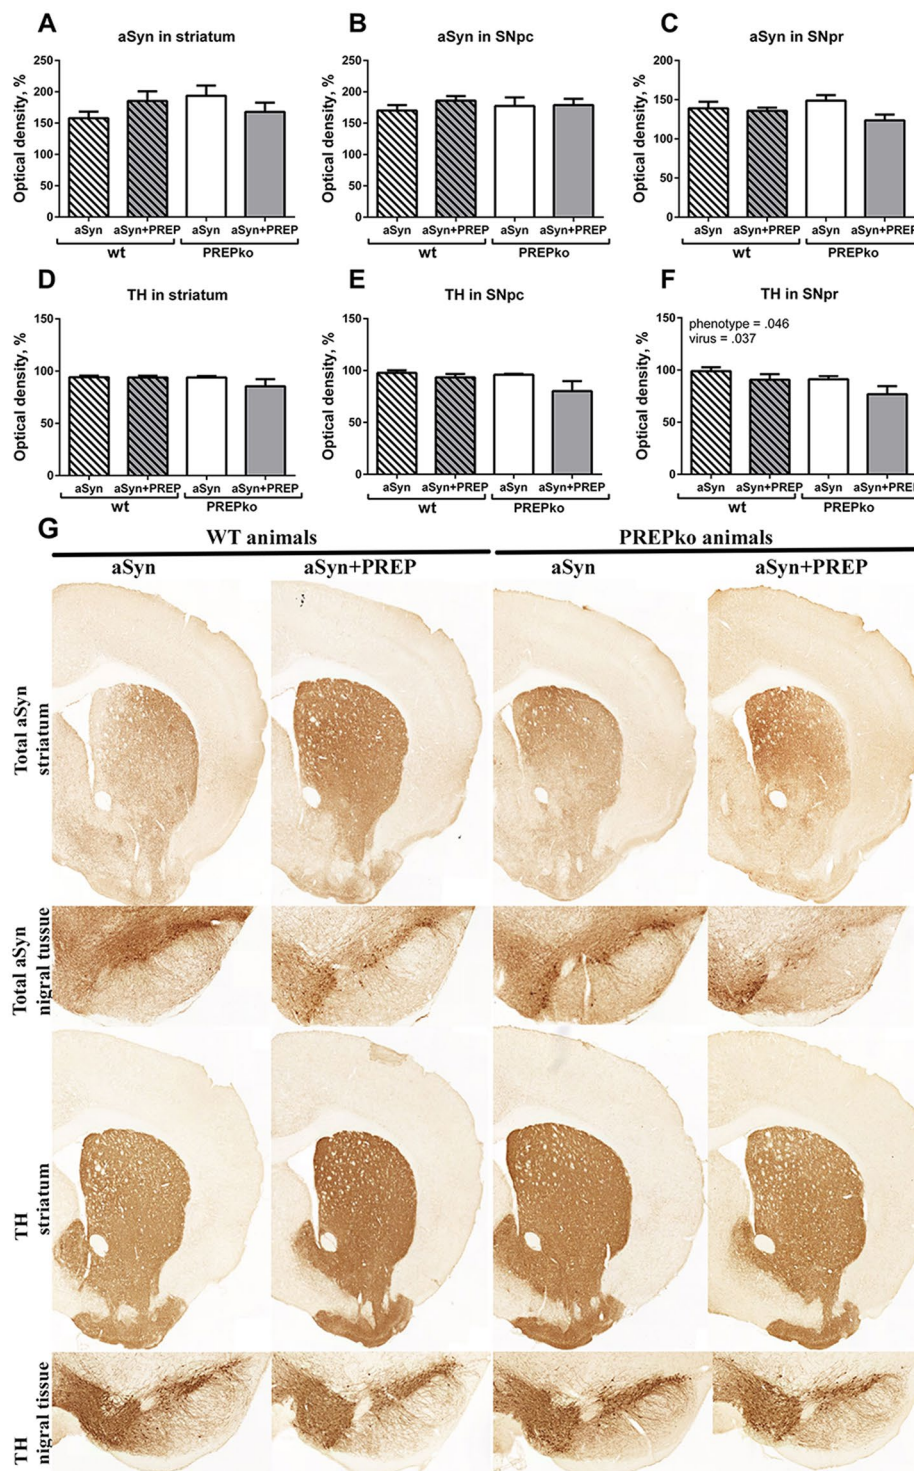 A
aSyn in striatum
Optical density, %
250
200
150
100
50
0
aSyn
aSyn+PREP
aSyn
aSyn+PREP
wt
PREPko
B
aSyn in SNpc
Optical density, %
250
200
150
100
50
0
aSyn
aSyn+PREP
aSyn
aSyn+PREP
wt
PREPko
C
aSyn in SNpr
Optical density, %
200
150
100
50
0
aSyn
aSyn+PREP
aSyn
aSyn+PREP
wt
PREPko
D
TH in striatum
Optical density, %
150
100
50
0
aSyn
aSyn+PREP
aSyn
aSyn+PREP
wt
PREPko
E
TH in SNpc
Optical density, %
150
100
50
0
aSyn
aSyn+PREP
aSyn
aSyn+PREP
wt
PREPko
F
TH in SNpr
phenotype = .046
virus = .037
Optical density, %
150
100
50
0
aSyn
aSyn+PREP
aSyn
aSyn+PREP
wt
PREPko
G
WT animals
PREPko animals
aSyn
aSyn+PREP
aSyn
aSyn+PREP
Total aSyn
striatum
Total aSyn
nigral tussue
TH
striatum
TH
nigral tissue